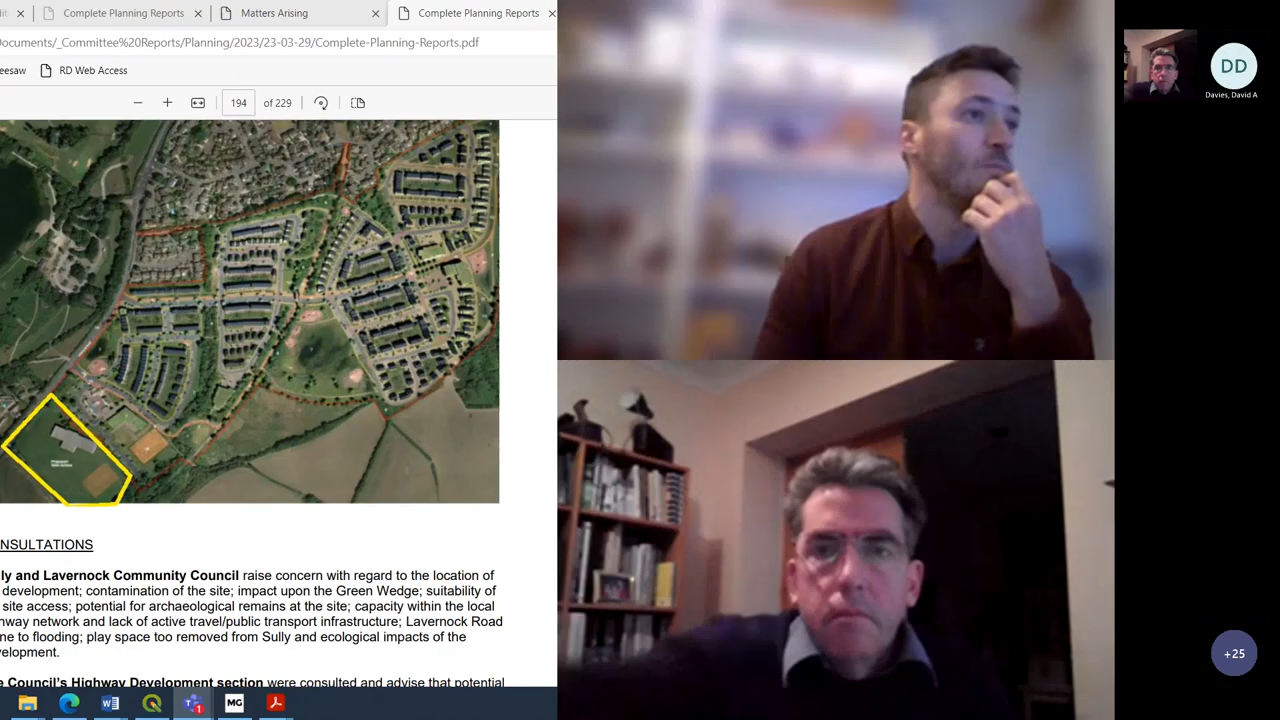 Complete Planning Reports
Matters Arising
Complete Planning Reports
ocuments/_Committee%20Reports/Planning/2023/23-03-29/Complete-Planning-Reports.pdf
eesaw
RD Web Access
194
of 229
NSULTATIONS
ly and Lavernock Community Council raise concern with regard to the location of
development; contamination of the site; impact upon the Green Wedge; suitability of
site access; potential for archaeological remains at the site; capacity within the local
hway network and lack of active travel/public transport infrastructure; Lavernock Road
ne to flooding; play space too removed from Sully and ecological impacts of the
velopment.
e Council's Highway Development section were consulted and advise that potential
MG
1
DD
Davies, David A
+25